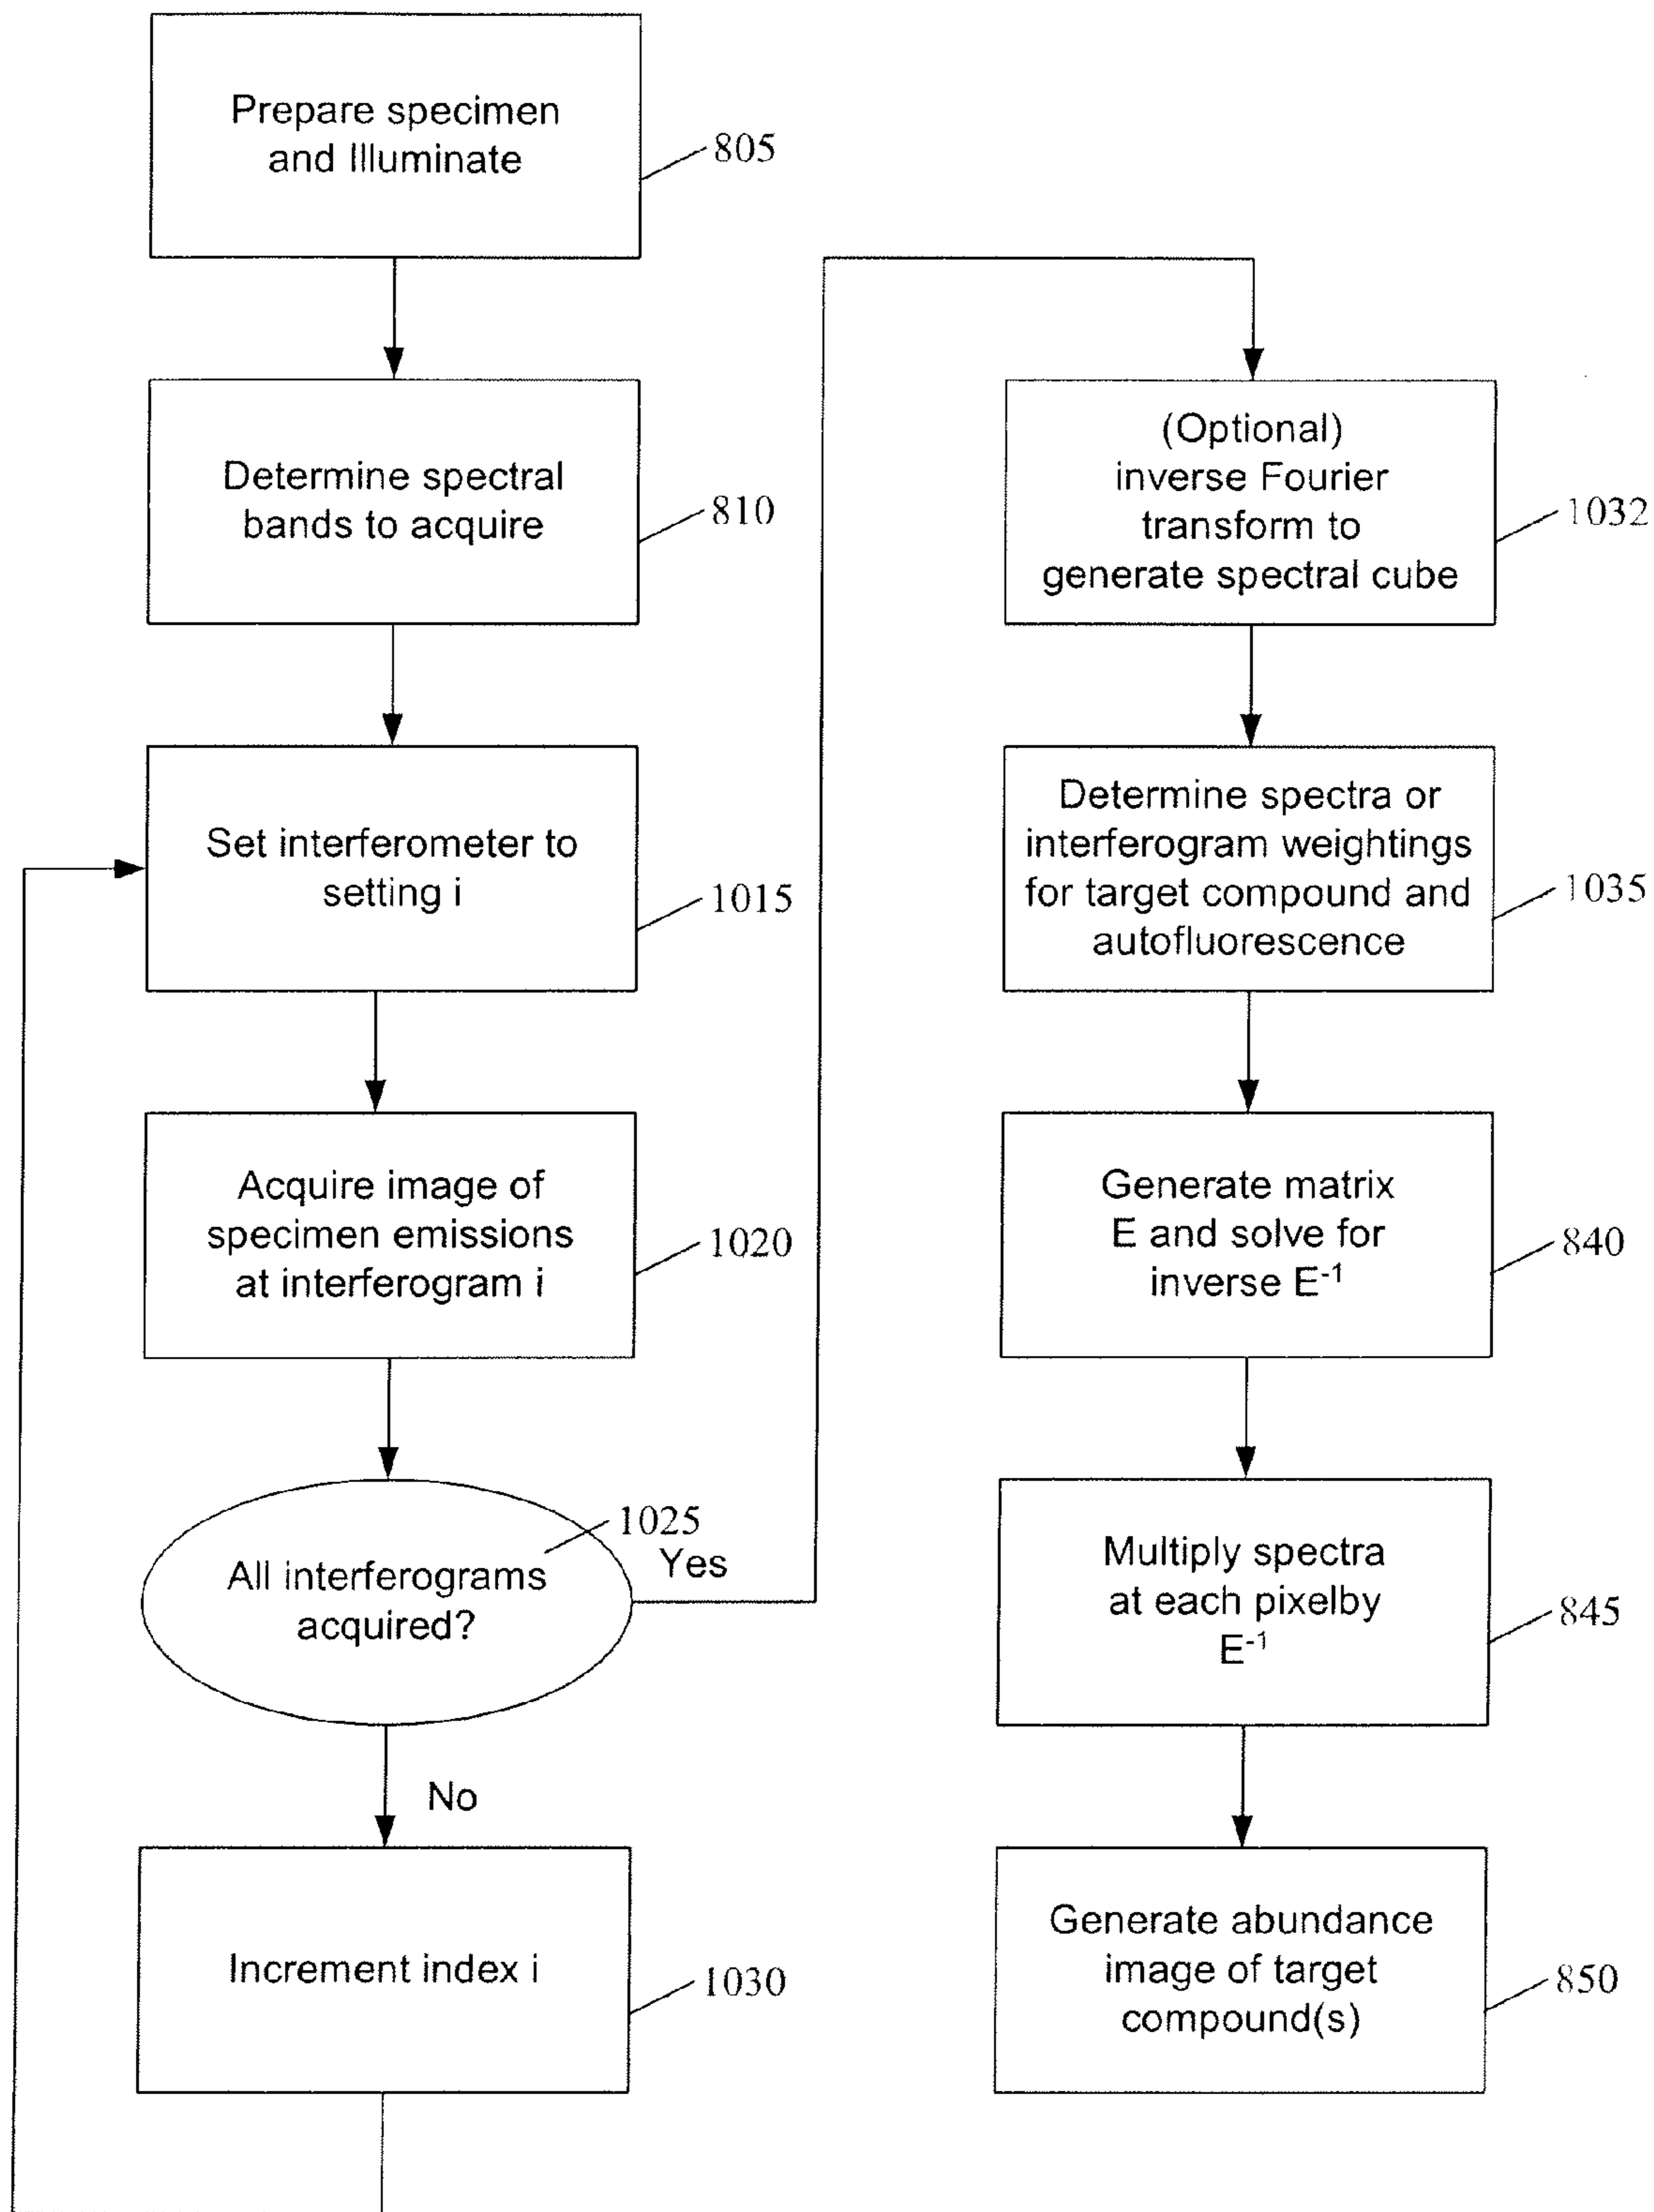 Prepare specimen
and Illuminate
805
Determine spectral
bands to acquire
810
Set interferometer to
setting i
1015
Acquire image of
specimen emissions
at interferogram i
1020
1025
All interferograms
acquired?
Yes
No
Increment index i
1030
(Optional)
inverse Fourier
transform to
generate spectral cube
1032
Determine spectra or
interferogram weightings
for target compound and
autofluorescence
1035
Generate matrix
E and solve for
inverse E⁻¹
840
Multiply spectra
at each pixelby
E⁻¹
845
Generate abundance
image of target
compound(s)
850